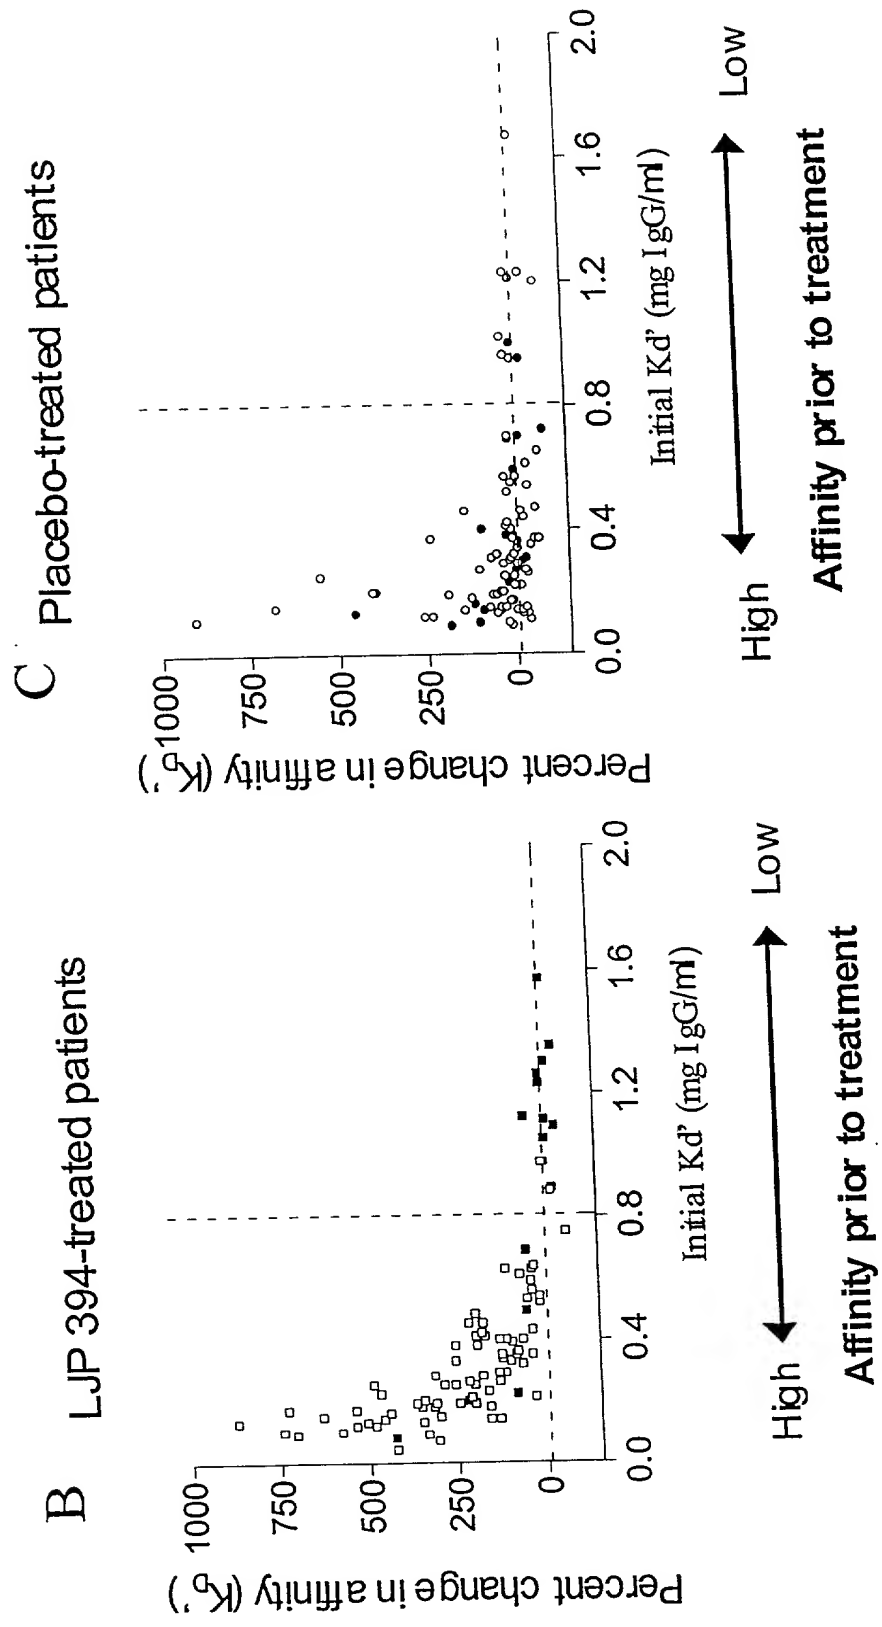 B LJP 394-treated patients
Percent change in affinity (KD')
1000
750
500
250
0
0.0 0.4 0.8 1.2 1.6 2.0
Initial Kd' (mg IgG/ml)
High Low
Affinity prior to treatment
C Placebo-treated patients
Percent change in affinity (KD')
1000
750
500
250
0
0.0 0.4 0.8 1.2 1.6 2.0
Initial Kd' (mg IgG/ml)
High Low
Affinity prior to treatment